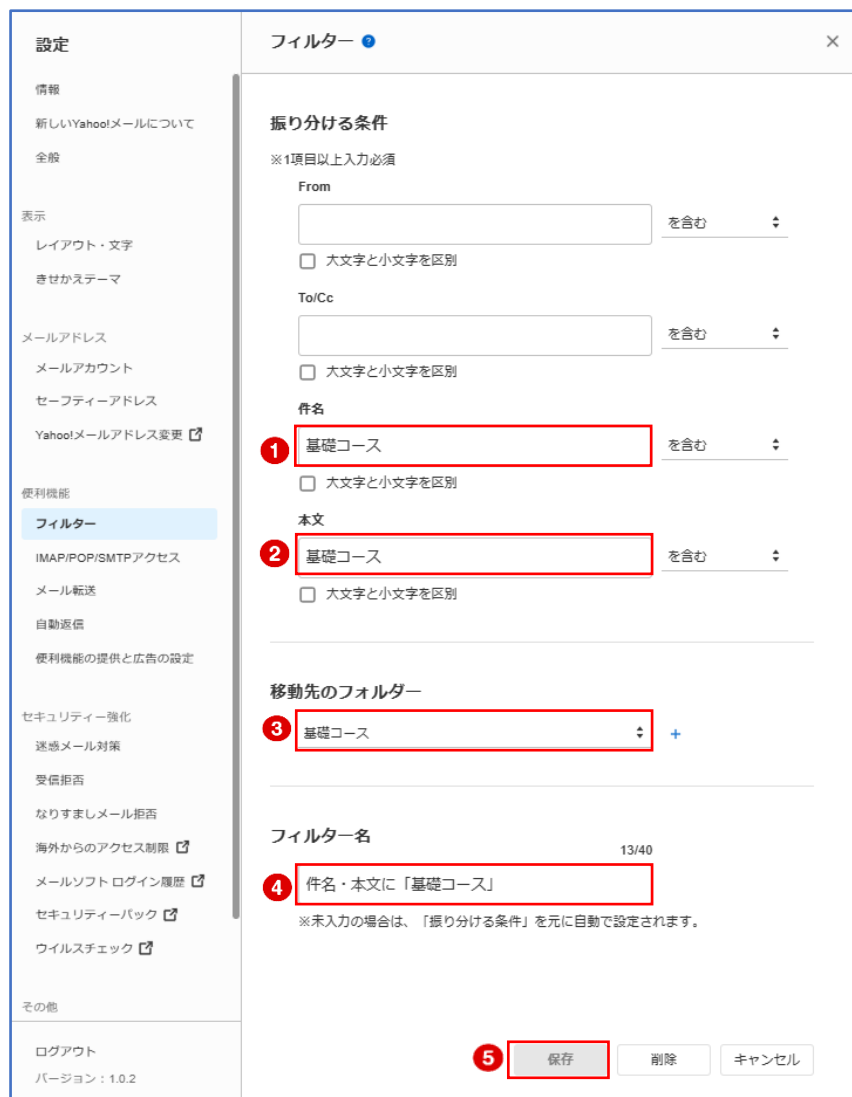 設定
情報
新しいYahoo!メールについて
全般
表示
レイアウト・文字
きせかえテーマ
メールアドレス
メールアカウント
セーフティーアドレス
Yahoo!メールアドレス変更
便利機能
フィルター
IMAP/POP/SMTPアクセス
メール転送
自動返信
便利機能の提供と広告の設定
セキュリティー強化
迷惑メール対策
受信拒否
なりすましメール拒否
海外からのアクセス制限
メールソフト ログイン履歴
セキュリティーパック
ウイルスチェック
その他
ログアウト
バージョン：1.0.2
フィルター ?
振り分ける条件
※1項目以上入力必須
From
を含む
大文字と小文字を区別
To/Cc
を含む
大文字と小文字を区別
件名
1 基礎コース を含む
大文字と小文字を区別
本文
2 基礎コース を含む
大文字と小文字を区別
移動先のフォルダー
3 基礎コース +
フィルター名
13/40
4 件名・本文に「基礎コース」
※未入力の場合は、「振り分ける条件」を元に自動で設定されます。
5 保存 削除 キャンセル